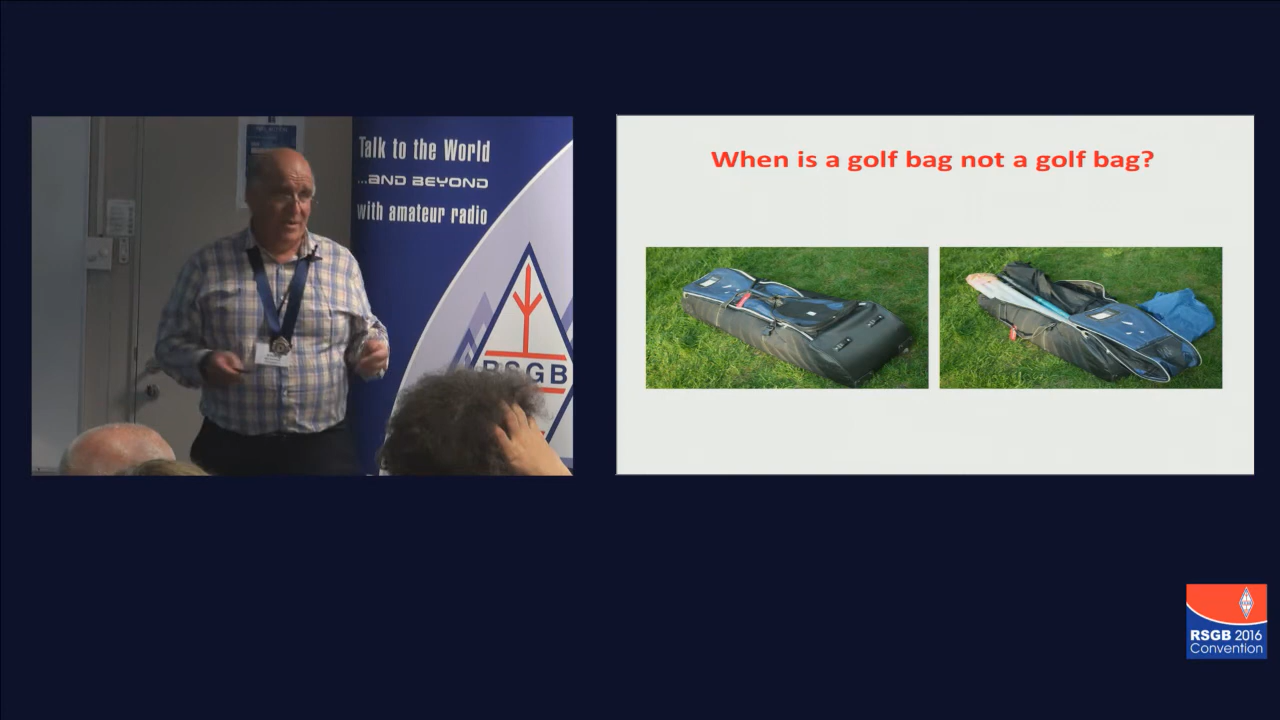 Talk to the World
...AND BEYOND
with amateur radio
RSGB
When is a golf bag not a golf bag?
RSGB 2016
Convention